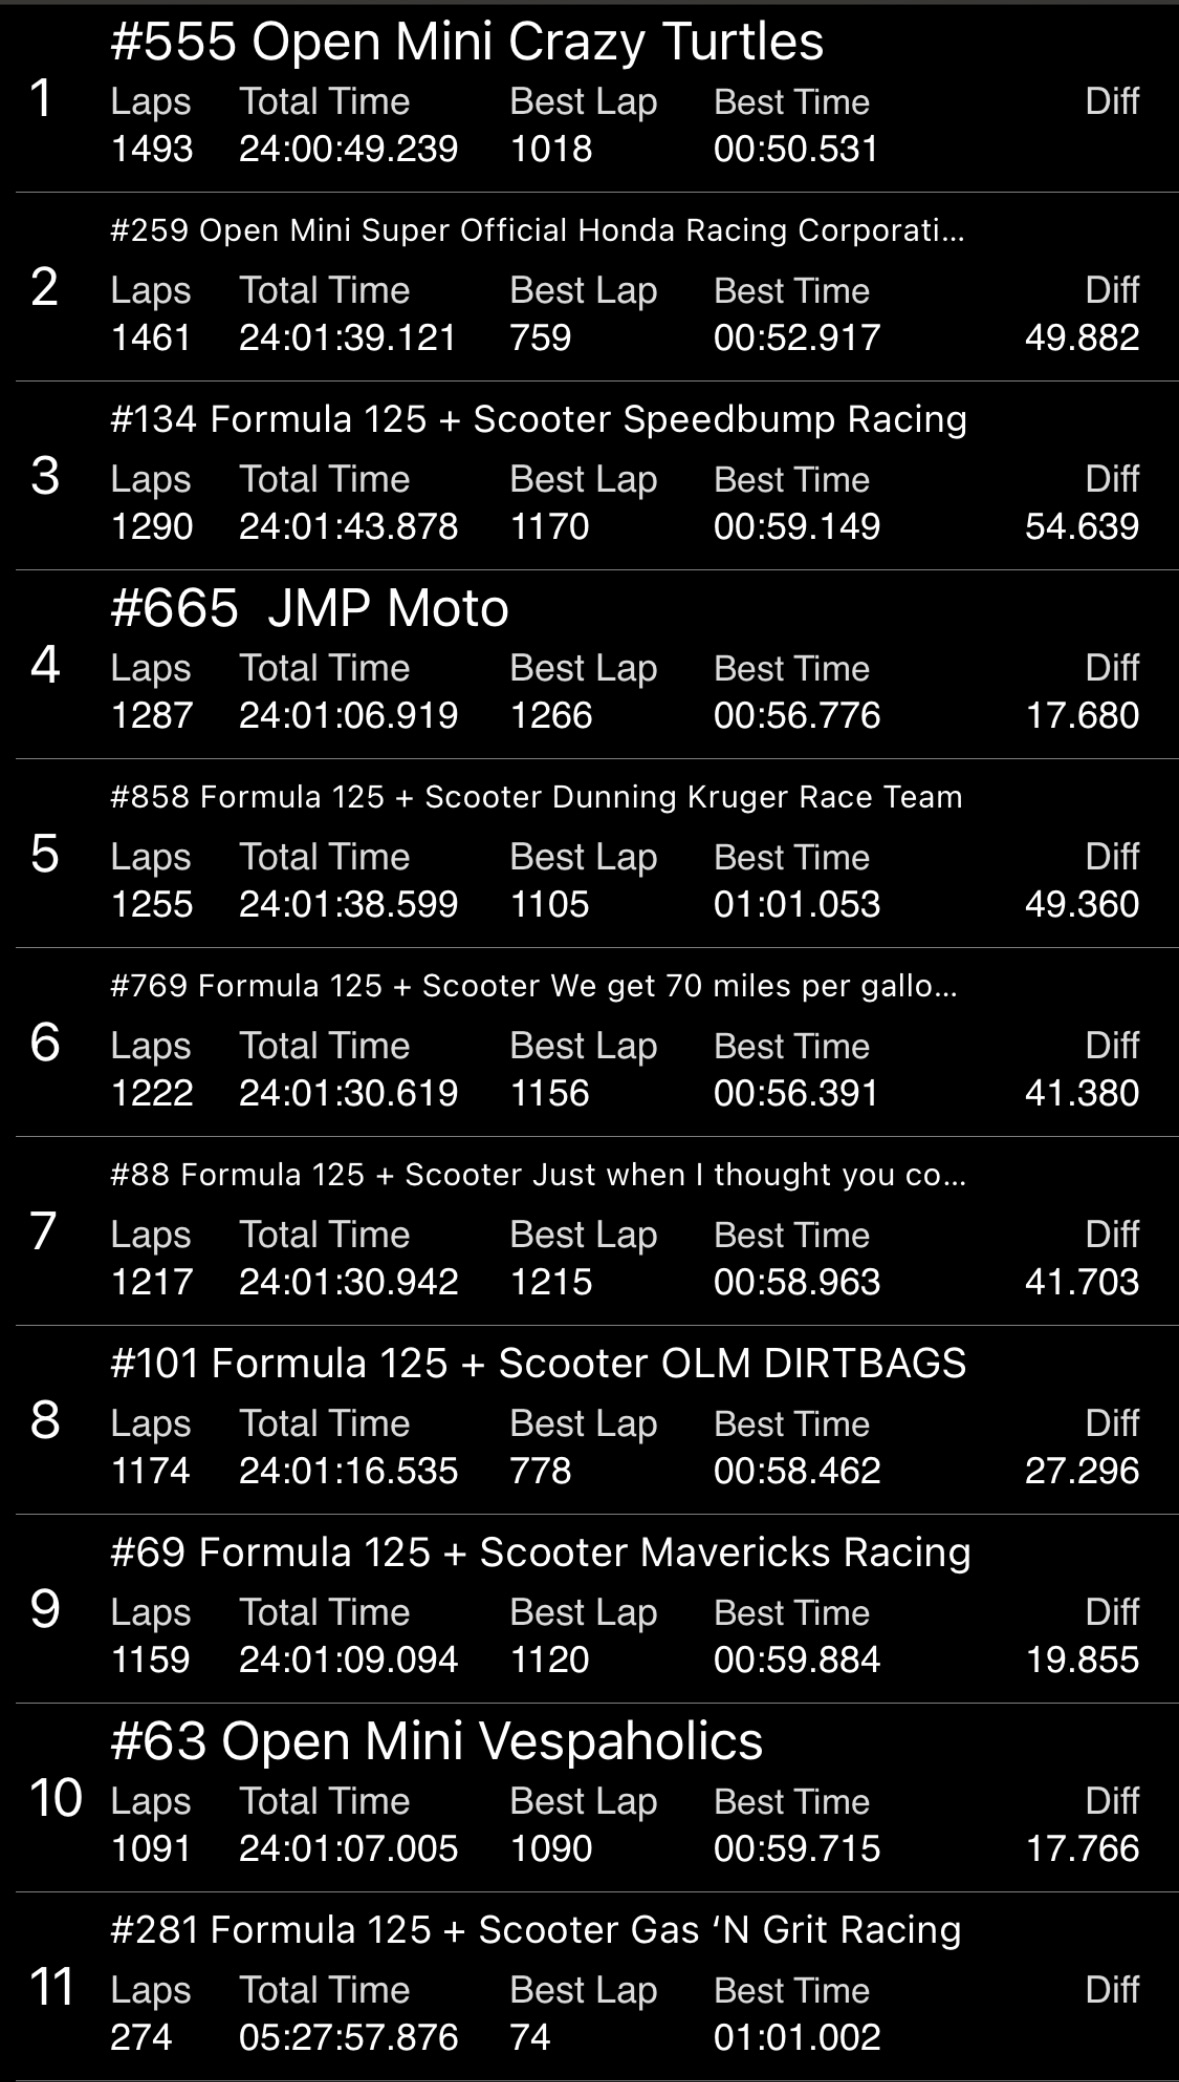 #555 Open Mini Crazy Turtles
1
Laps Total Time Best Lap Best Time Diff
1493 24:00:49.239 1018 00:50.531
#259 Open Mini Super Official Honda Racing Corporati...
2
Laps Total Time Best Lap Best Time Diff
1461 24:01:39.121 759 00:52.917 49.882
#134 Formula 125 + Scooter Speedbump Racing
3
Laps Total Time Best Lap Best Time Diff
1290 24:01:43.878 1170 00:59.149 54.639
#665 JMP Moto
4
Laps Total Time Best Lap Best Time Diff
1287 24:01:06.919 1266 00:56.776 17.680
#858 Formula 125 + Scooter Dunning Kruger Race Team
5
Laps Total Time Best Lap Best Time Diff
1255 24:01:38.599 1105 01:01.053 49.360
#769 Formula 125 + Scooter We get 70 miles per gallo...
6
Laps Total Time Best Lap Best Time Diff
1222 24:01:30.619 1156 00:56.391 41.380
#88 Formula 125 + Scooter Just when I thought you co...
7
Laps Total Time Best Lap Best Time Diff
1217 24:01:30.942 1215 00:58.963 41.703
#101 Formula 125 + Scooter OLM DIRTBAGS
8
Laps Total Time Best Lap Best Time Diff
1174 24:01:16.535 778 00:58.462 27.296
#69 Formula 125 + Scooter Mavericks Racing
9
Laps Total Time Best Lap Best Time Diff
1159 24:01:09.094 1120 00:59.884 19.855
#63 Open Mini Vespaholics
10
Laps Total Time Best Lap Best Time Diff
1091 24:01:07.005 1090 00:59.715 17.766
#281 Formula 125 + Scooter Gas ‘N Grit Racing
11
Laps Total Time Best Lap Best Time Diff
274 05:27:57.876 74 01:01.002